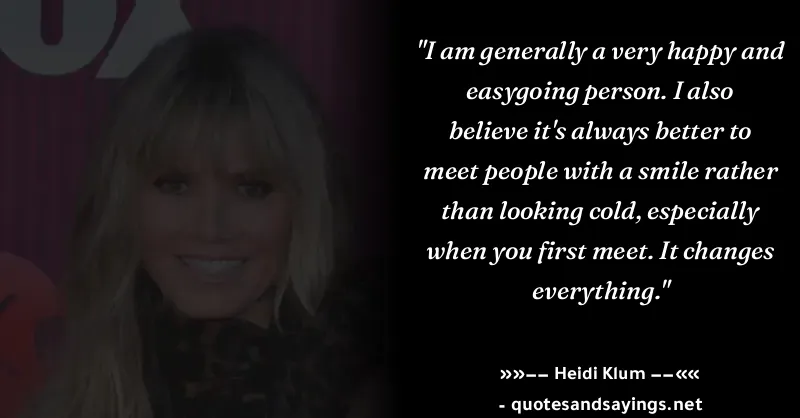 OX
"I am generally a very happy and
easygoing person. I also
believe it's always better to
meet people with a smile rather
than looking cold, especially
when you first meet. It changes
everything."
»»–– Heidi Klum ––««
- quotesandsayings.net